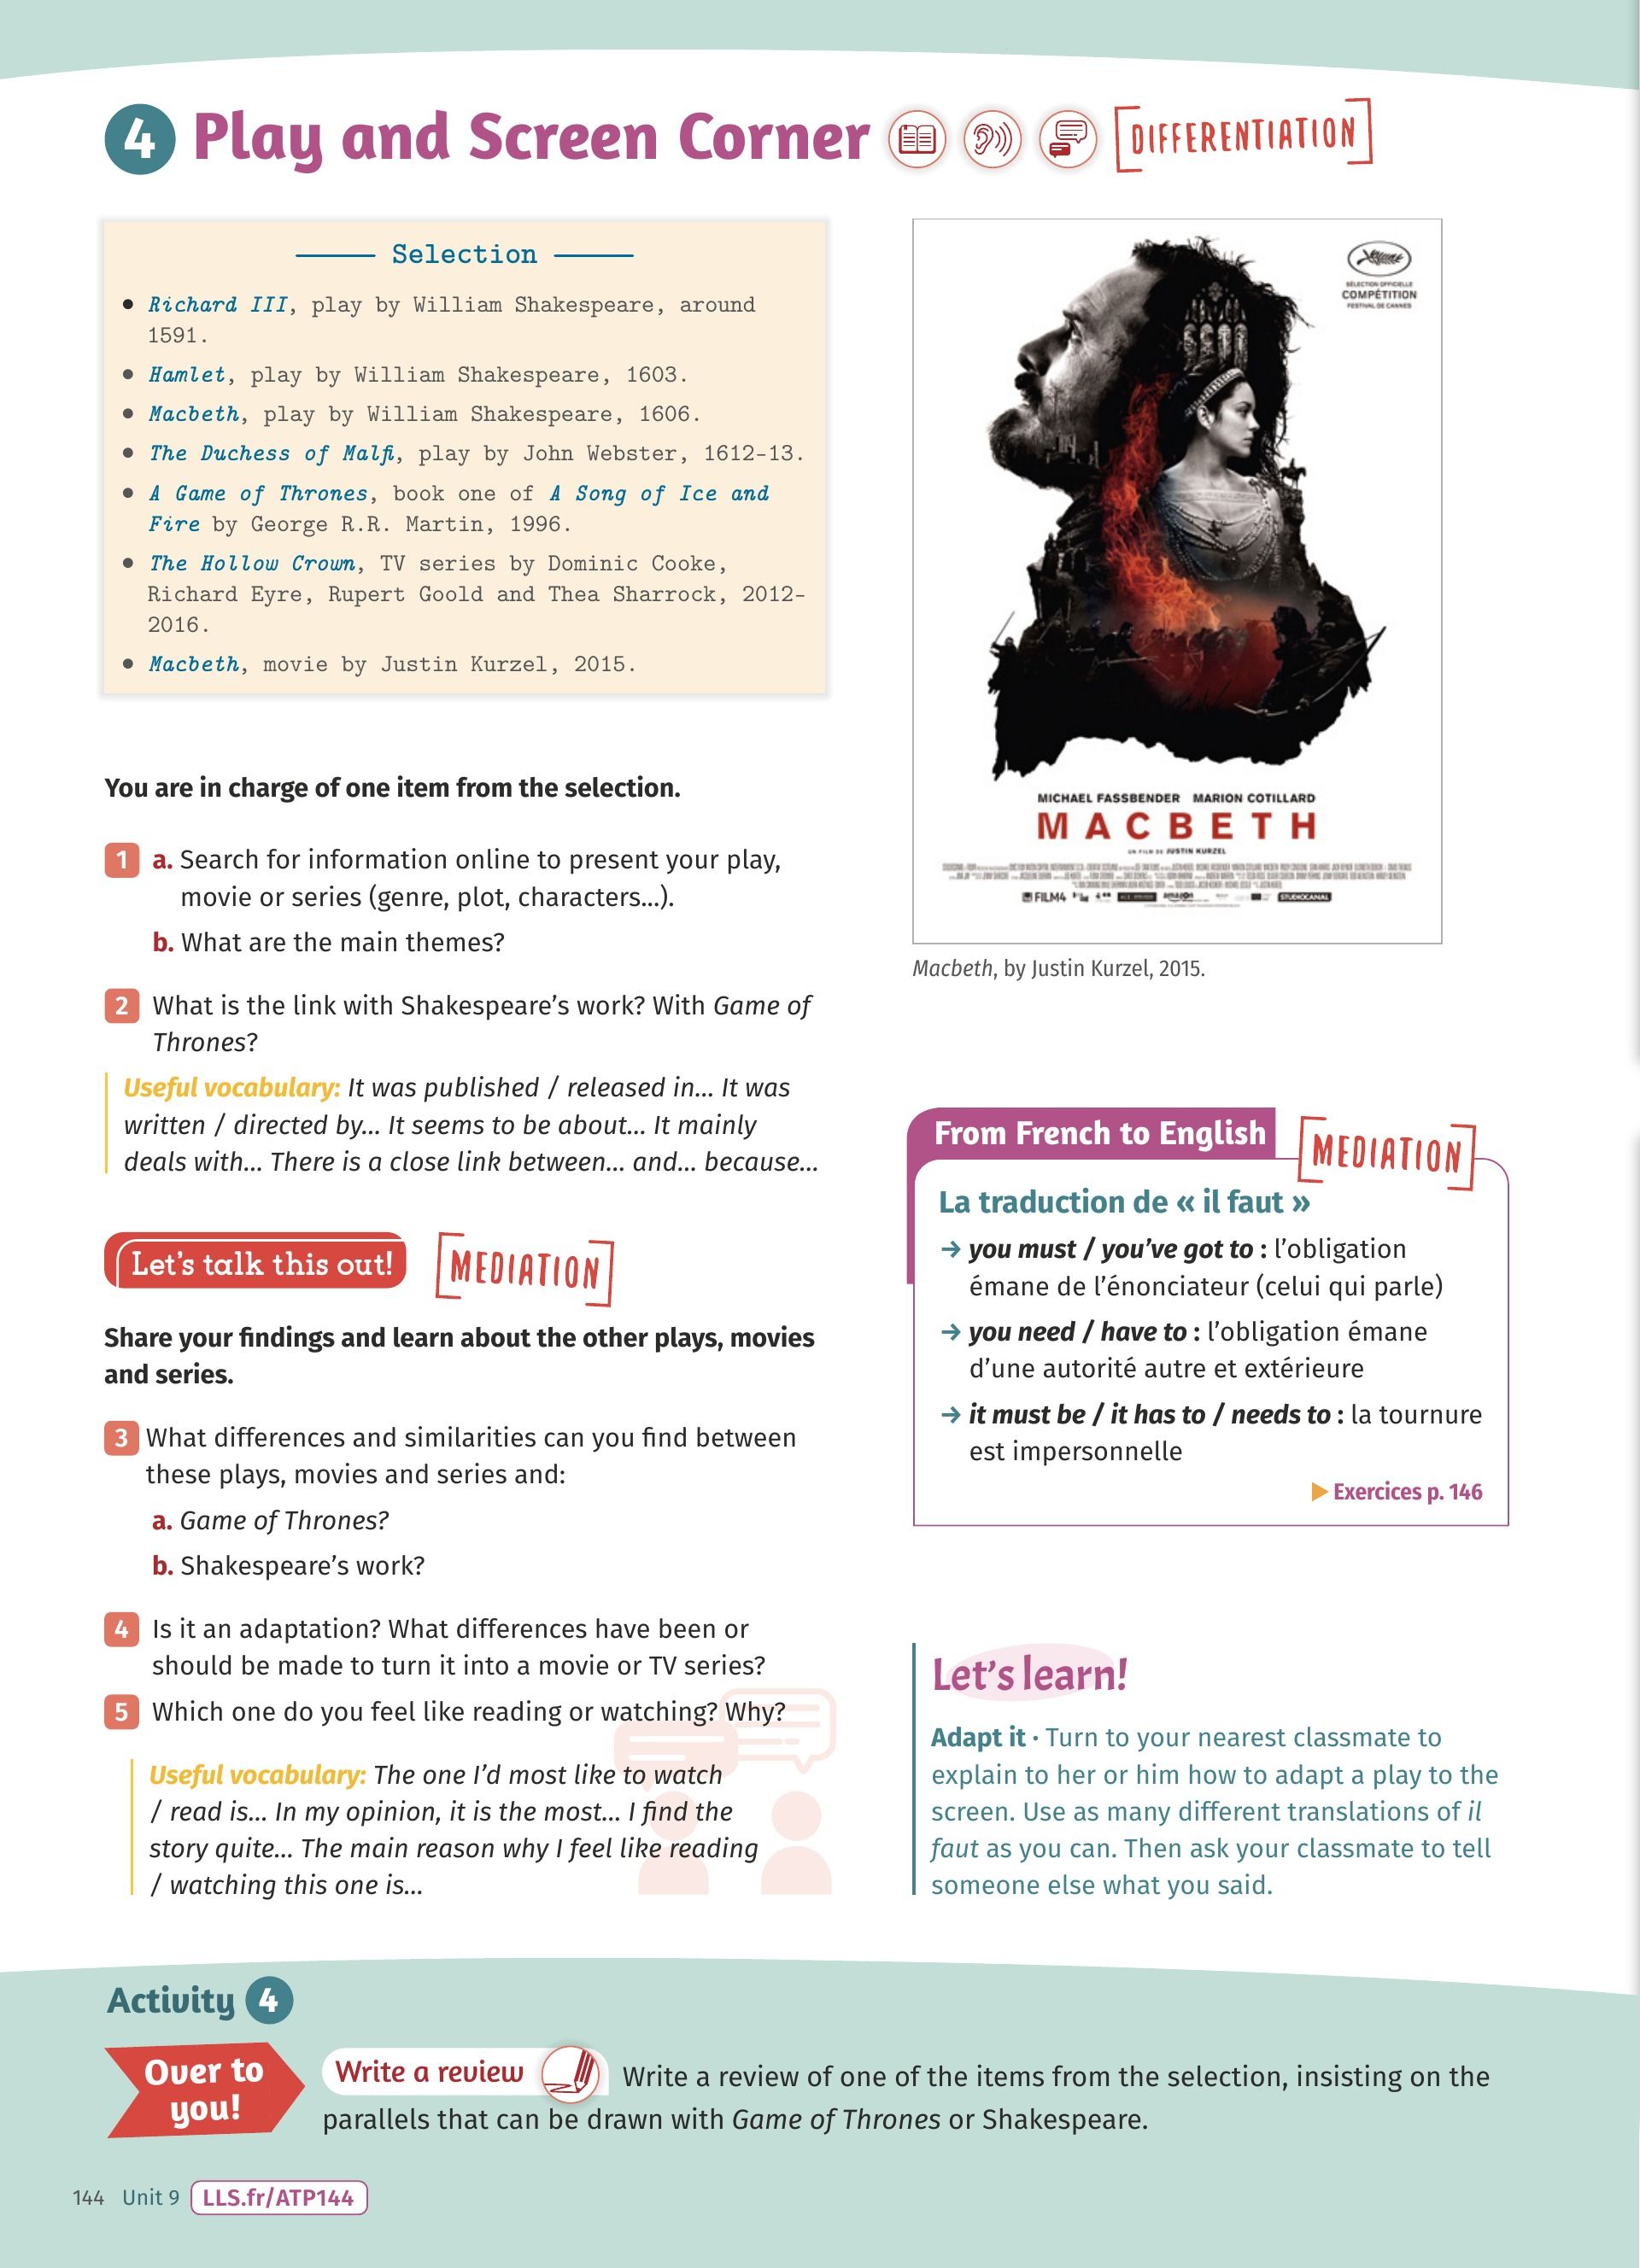 4 Play and Screen Corner [DIFFERENTIATION]
Selection
• Richard III, play by William Shakespeare, around
1591.
• Hamlet, play by William Shakespeare, 1603.
• Macbeth, play by William Shakespeare, 1606.
• The Duchess of Malfi, play by John Webster, 1612-13.
• A Game of Thrones, book one of A Song of Ice and
Fire by George R.R. Martin, 1996.
• The Hollow Crown, TV series by Dominic Cooke,
Richard Eyre, Rupert Goold and Thea Sharrock, 2012-
2016.
• Macbeth, movie by Justin Kurzel, 2015.
You are in charge of one item from the selection.
1 a. Search for information online to present your play,
movie or series (genre, plot, characters...).
b. What are the main themes?
2 What is the link with Shakespeare's work? With Game of
Thrones?
Useful vocabulary: It was published / released in... It was
written / directed by... It seems to be about... It mainly
deals with... There is a close link between... and... because...
Let's talk this out! [MEDIATION]
Share your findings and learn about the other plays, movies
and series.
3 What differences and similarities can you find between
these plays, movies and series and:
a. Game of Thrones?
b. Shakespeare's work?
4 Is it an adaptation? What differences have been or
should be made to turn it into a movie or TV series?
5 Which one do you feel like reading or watching? Why?
Useful vocabulary: The one I'd most like to watch
/ read is... In my opinion, it is the most... I find the
story quite... The main reason why I feel like reading
/ watching this one is...
SÉLECTION OFFICIELLE
COMPÉTITION
FESTIVAL DE CANNES
MICHAEL FASSBENDER MARION COTILLARD
MACBETH
UN FILM DE JUSTIN KURZEL
FILM4
amazon
STUDIOCANAL
Macbeth, by Justin Kurzel, 2015.
From French to English [MEDIATION]
La traduction de « il faut »
→ you must / you've got to : l'obligation
émane de l'énonciateur (celui qui parle)
→ you need / have to : l'obligation émane
d'une autorité autre et extérieure
→ it must be / it has to / needs to : la tournure
est impersonnelle
▶ Exercices p. 146
Let's learn!
Adapt it · Turn to your nearest classmate to
explain to her or him how to adapt a play to the
screen. Use as many different translations of il
faut as you can. Then ask your classmate to tell
someone else what you said.
Activity 4
Over to
you!
Write a review Write a review of one of the items from the selection, insisting on the
parallels that can be drawn with Game of Thrones or Shakespeare.
144 Unit 9 LLS.fr/ATP144